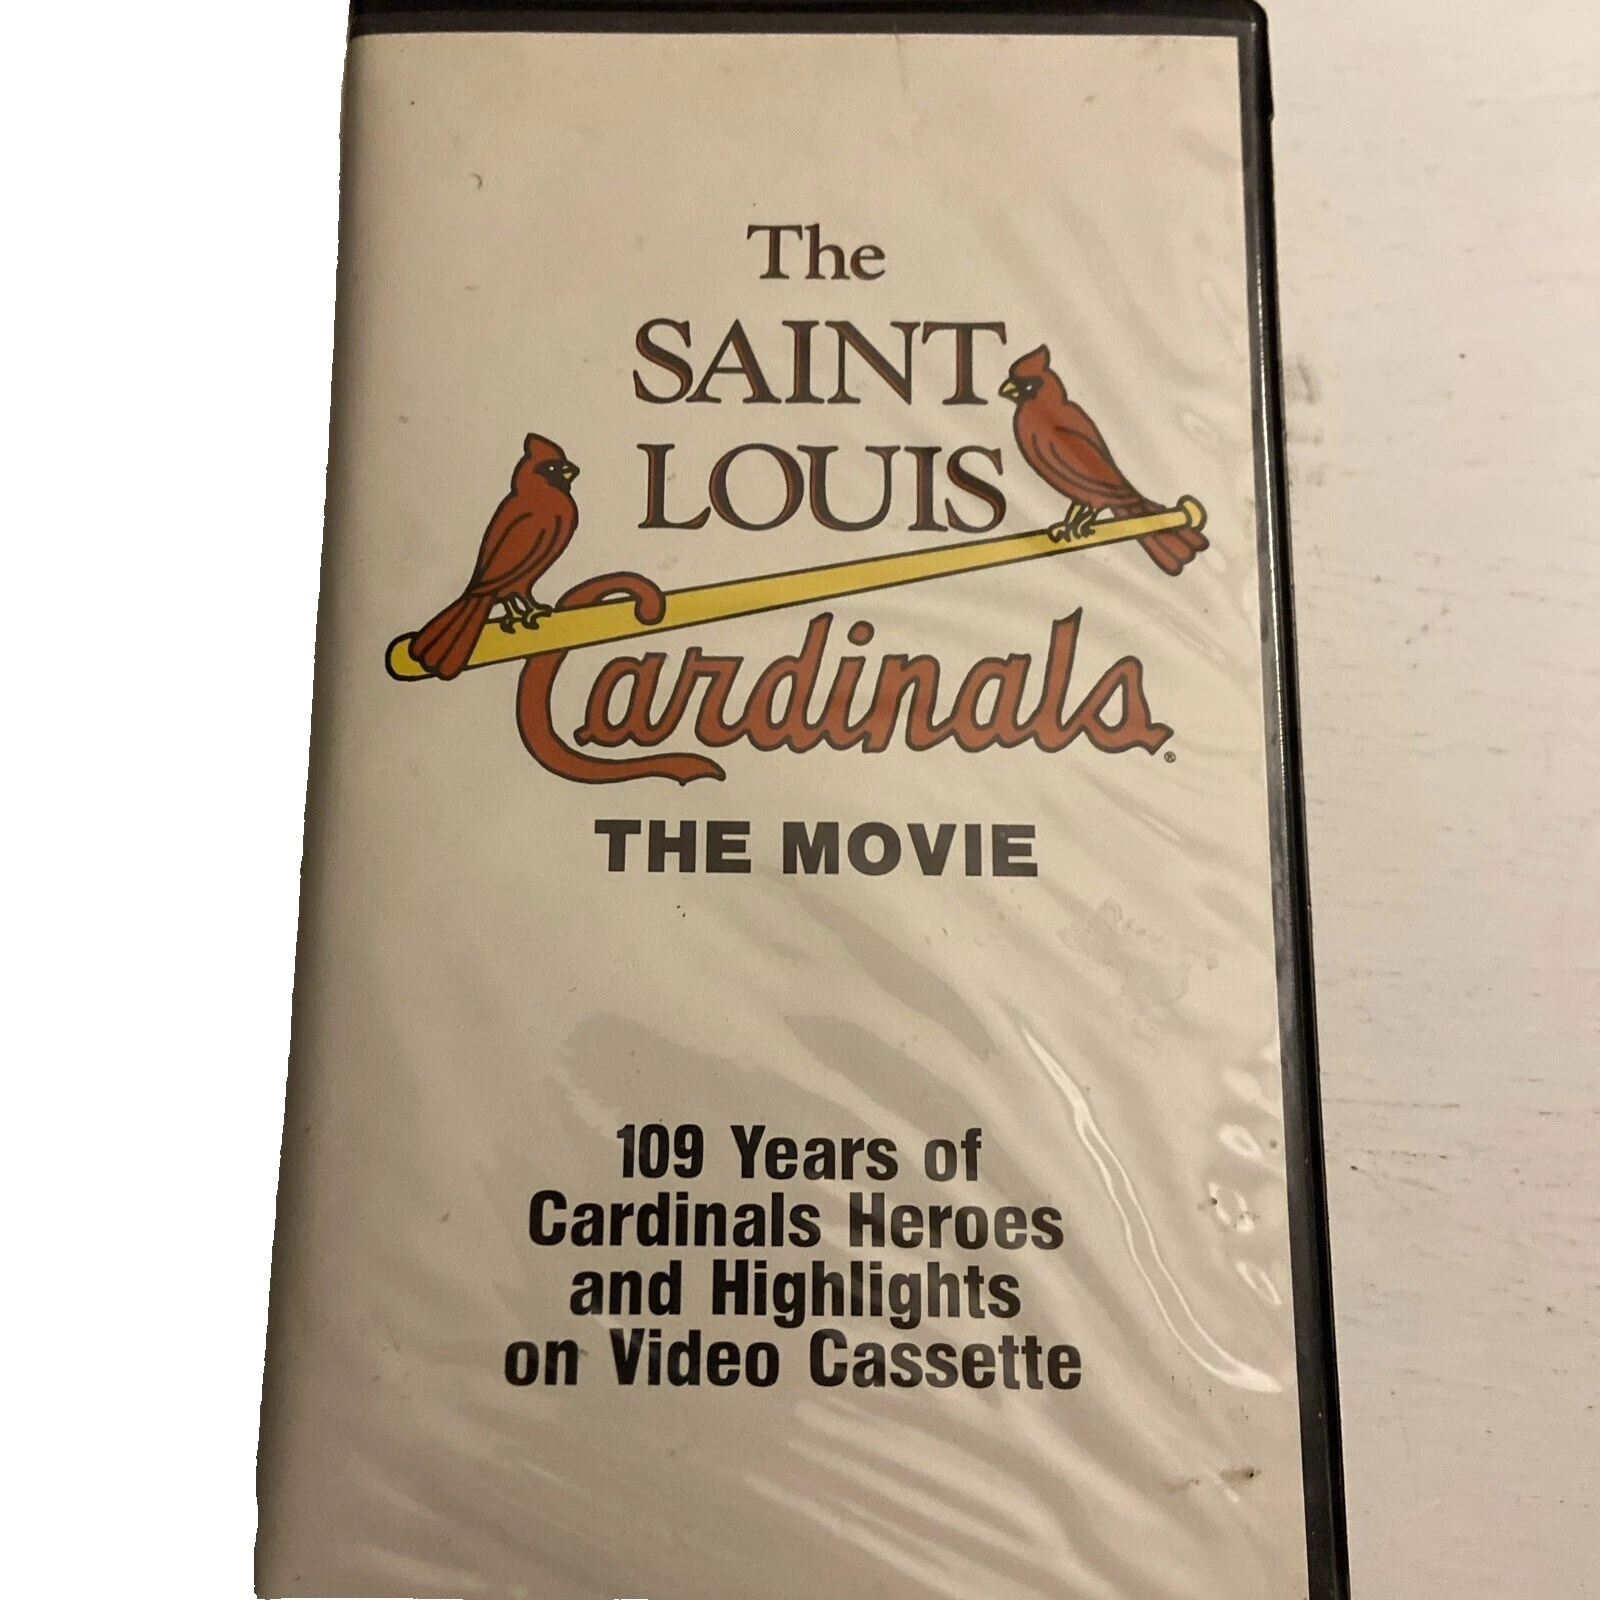 The
SAINT
LOUIS
Cardinals®
THE MOVIE
109 Years of
Cardinals Heroes
and Highlights
on Video Cassette